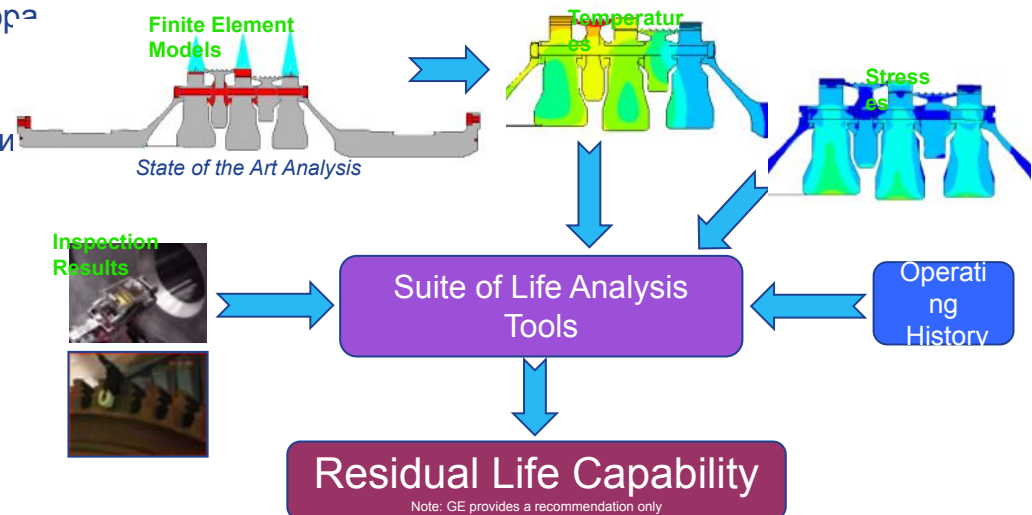 ора
Finite Element
Models
Temperatur
es
Stress
es
и
State of the Art Analysis
Inspection
Results
Suite of Life Analysis
Tools
Operati
ng
History
Residual Life Capability
Note: GE provides a recommendation only